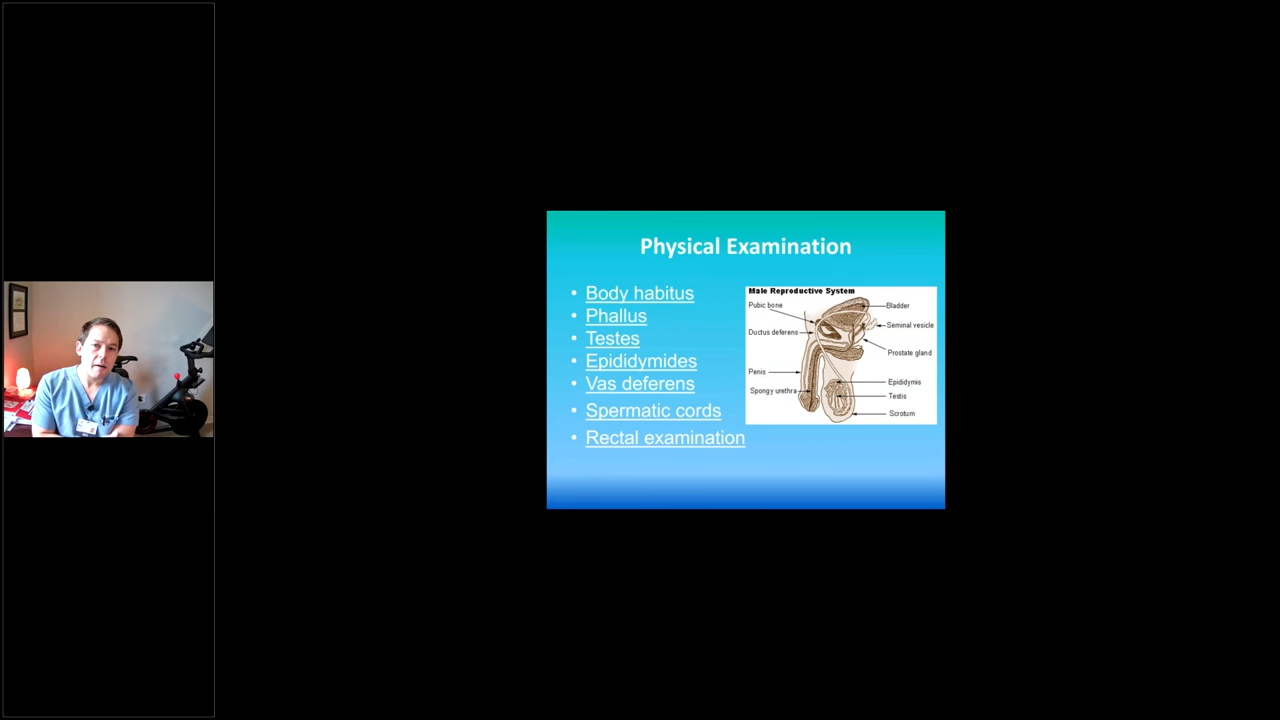 Physical Examination
• Body habitus
• Phallus
• Testes
• Epididymides
• Vas deferens
• Spermatic cords
• Rectal examination
Male Reproductive System
Pubic bone
Ductus deferens
Penis
Spongy urethra
Bladder
Seminal vesicle
Prostate gland
Epididymis
Testis
Scrotum